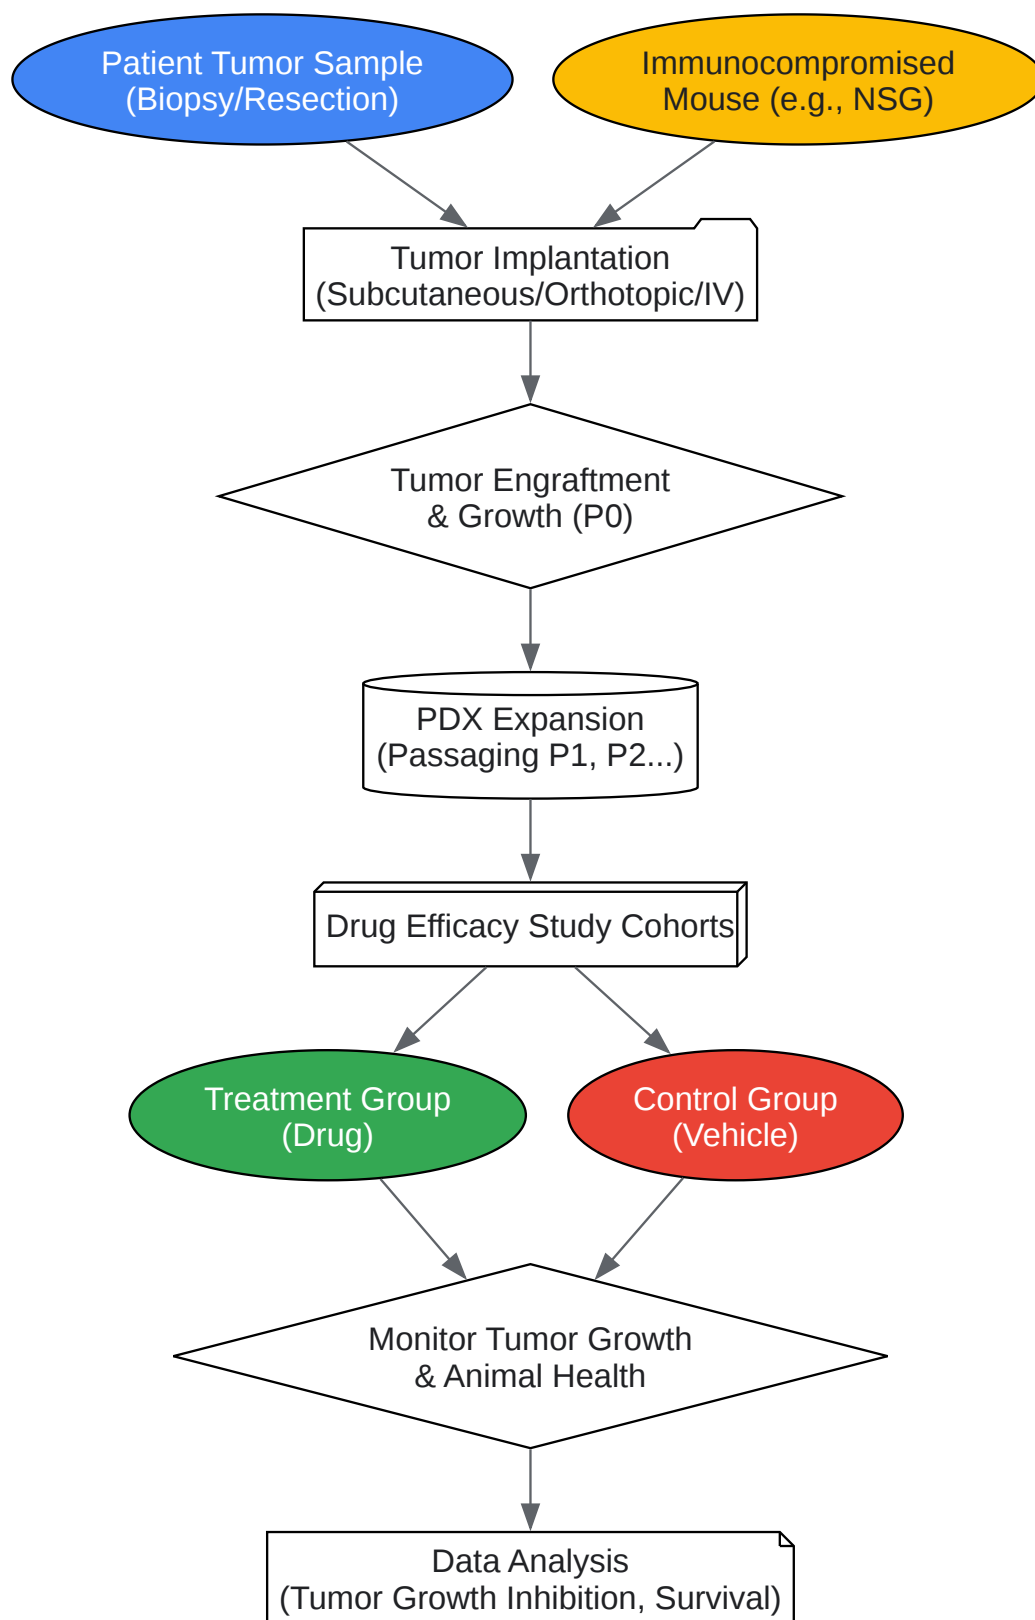 Patient Tumor Sample
(Biopsy/Resection)
Immunocompromised
Mouse (e.g., NSG)
Tumor Implantation
(Subcutaneous/Orthotopic/IV)
Tumor Engraftment
& Growth (P0)
PDX Expansion
(Passaging P1, P2...)
Drug Efficacy Study Cohorts
Treatment Group
(Drug)
Control Group
(Vehicle)
Monitor Tumor Growth
& Animal Health
Data Analysis
(Tumor Growth Inhibition, Survival)